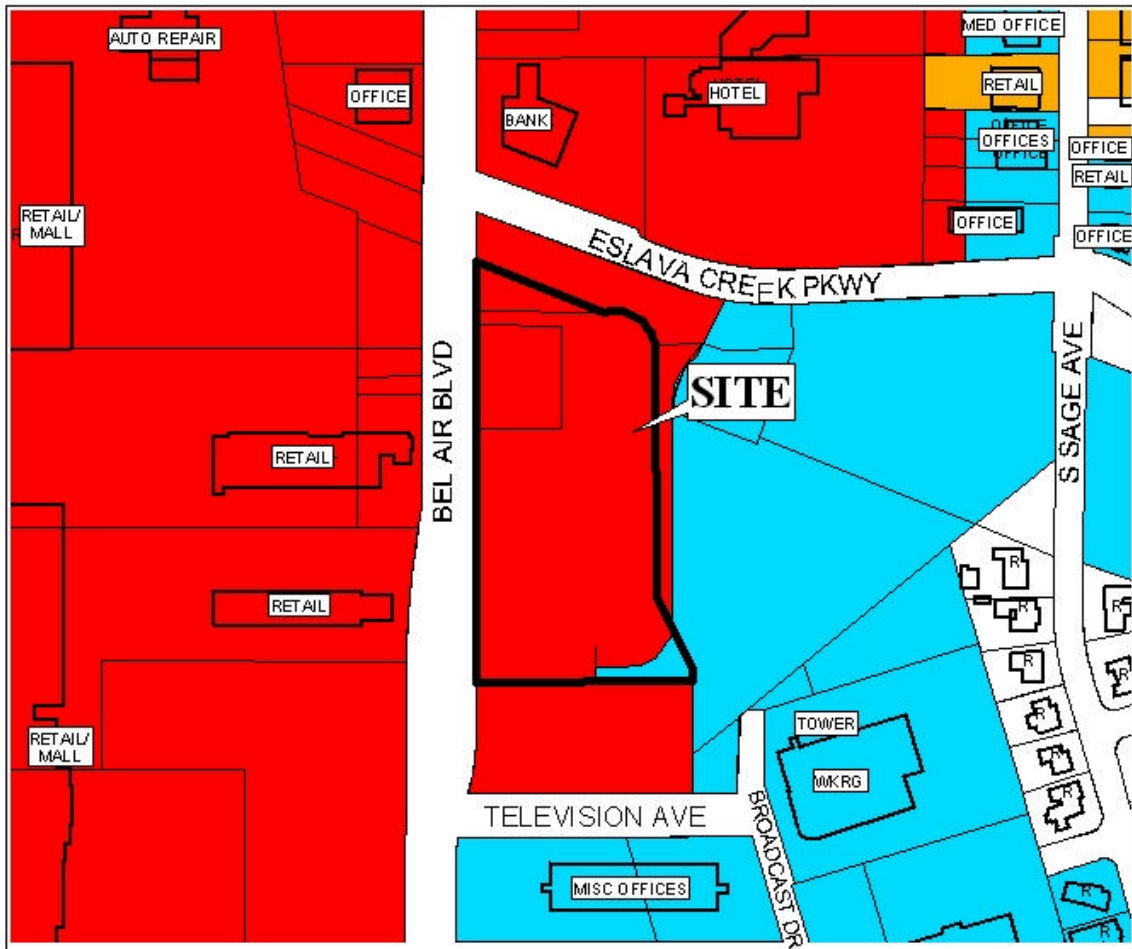 AUTO REPAIR
OFFICE
BANK
HOTEL
MED OFFICE
RETAIL
OFFICES
OFFICE
RETAIL
OFFICE
OFFICE
RETAIL/
MALL
ESLAVA CREEK PKWY
BEL AIR BLVD
SITE
S SAGE AVE
RETAIL
RETAIL
R
R
R
R
R
R
R
R
R
RETAIL/
MALL
TOWER
WKRG
TELEVISION AVE
BROADCAST DR
MISC OFFICES
R
R